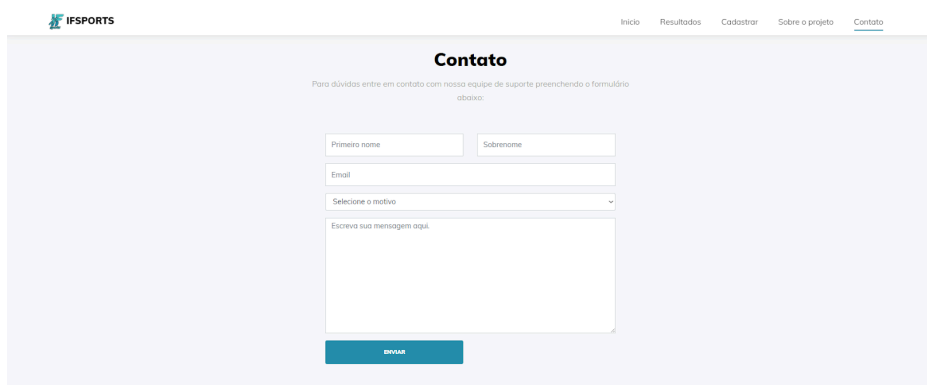 IFSPORTS
Início Resultados Cadastrar Sobre o projeto Contato
Contato
Para dúvidas entre em contato com nossa equipe de suporte preenchendo o formulário
abaixo:
Primeiro nome Sobrenome
Email
Selecione o motivo
Escreva sua mensagem aqui.
ENVIAR